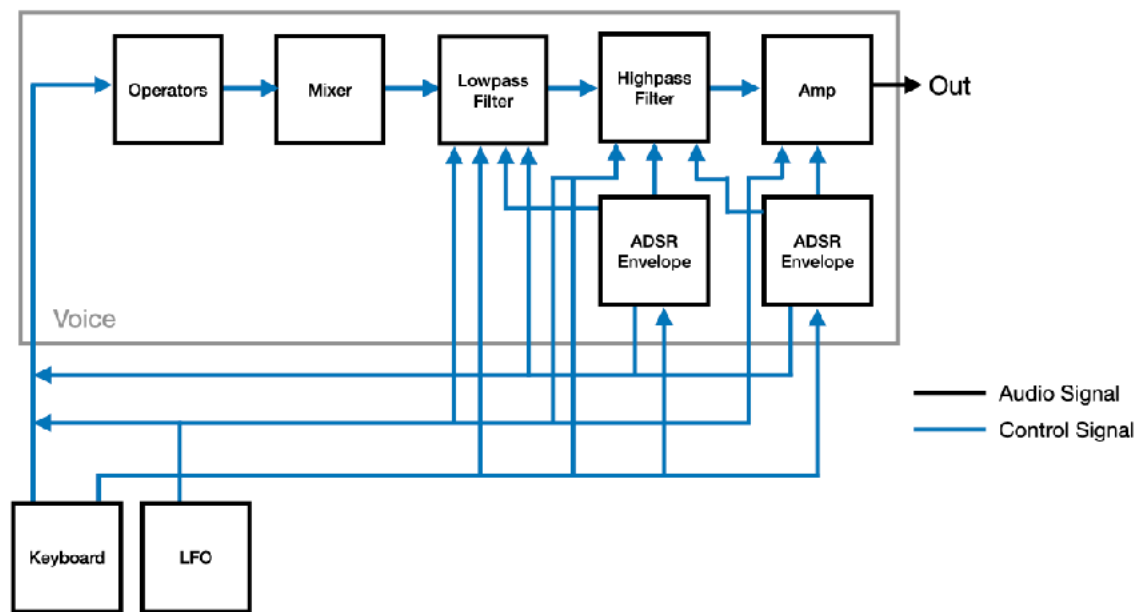 Operators
Mixer
Lowpass
Filter
Highpass
Filter
Amp
Out
ADSR
Envelope
ADSR
Envelope
Voice
Audio Signal
Control Signal
Keyboard
LFO